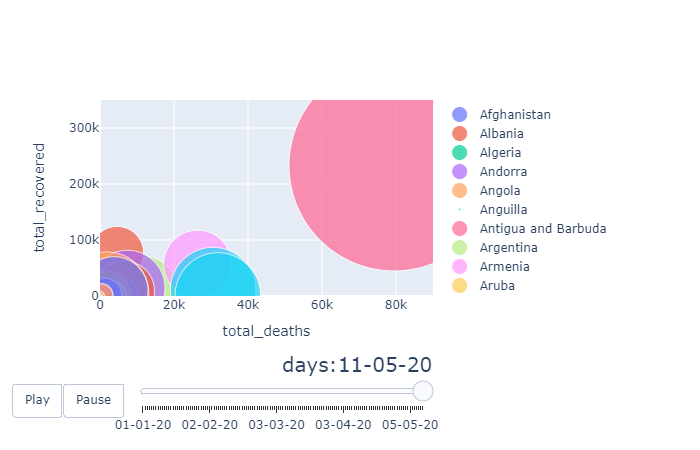 300k
200k
100k
0
0
20k
40k
60k
80k
total_recovered
total_deaths
Afghanistan
Albania
Algeria
Andorra
Angola
Anguilla
Antigua and Barbuda
Argentina
Armenia
Aruba
days:11-05-20
Play
Pause
01-01-20
02-02-20
03-03-20
03-04-20
05-05-20